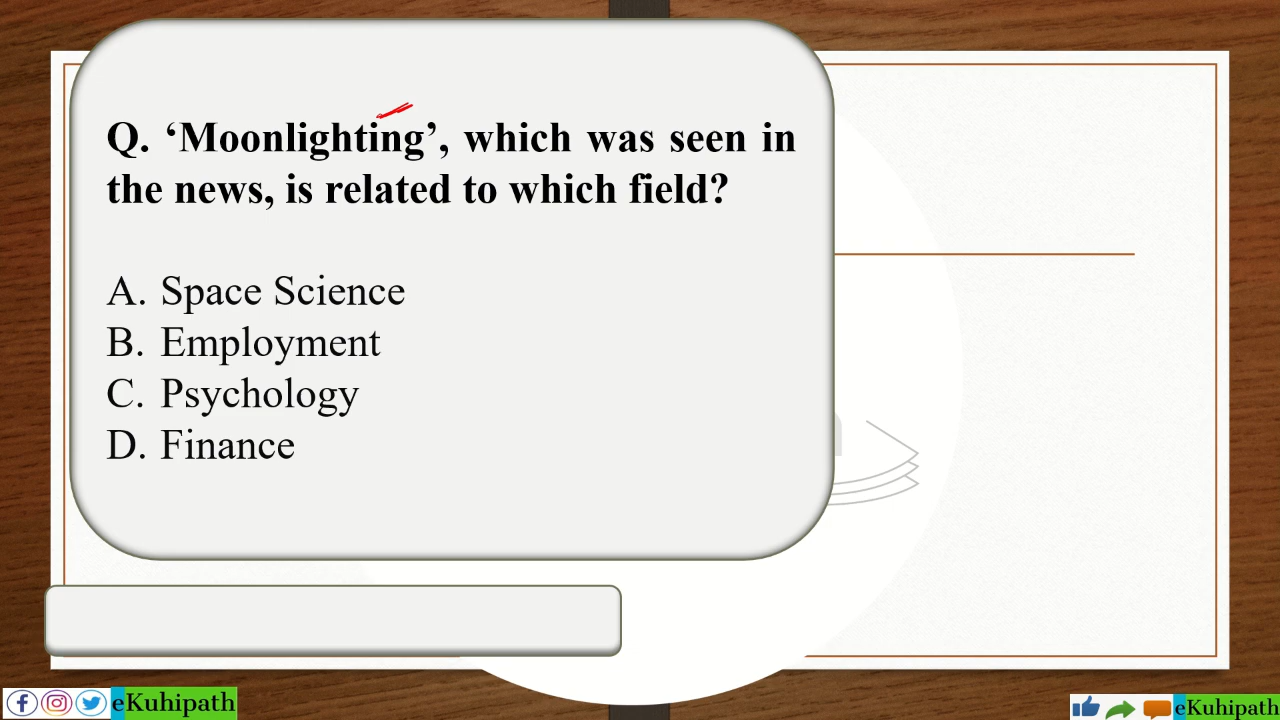 Q. ‘Moonlighting’, which was seen in
the news, is related to which field?
A. Space Science
B. Employment
C. Psychology
D. Finance
eKuhipath
eKuhipath